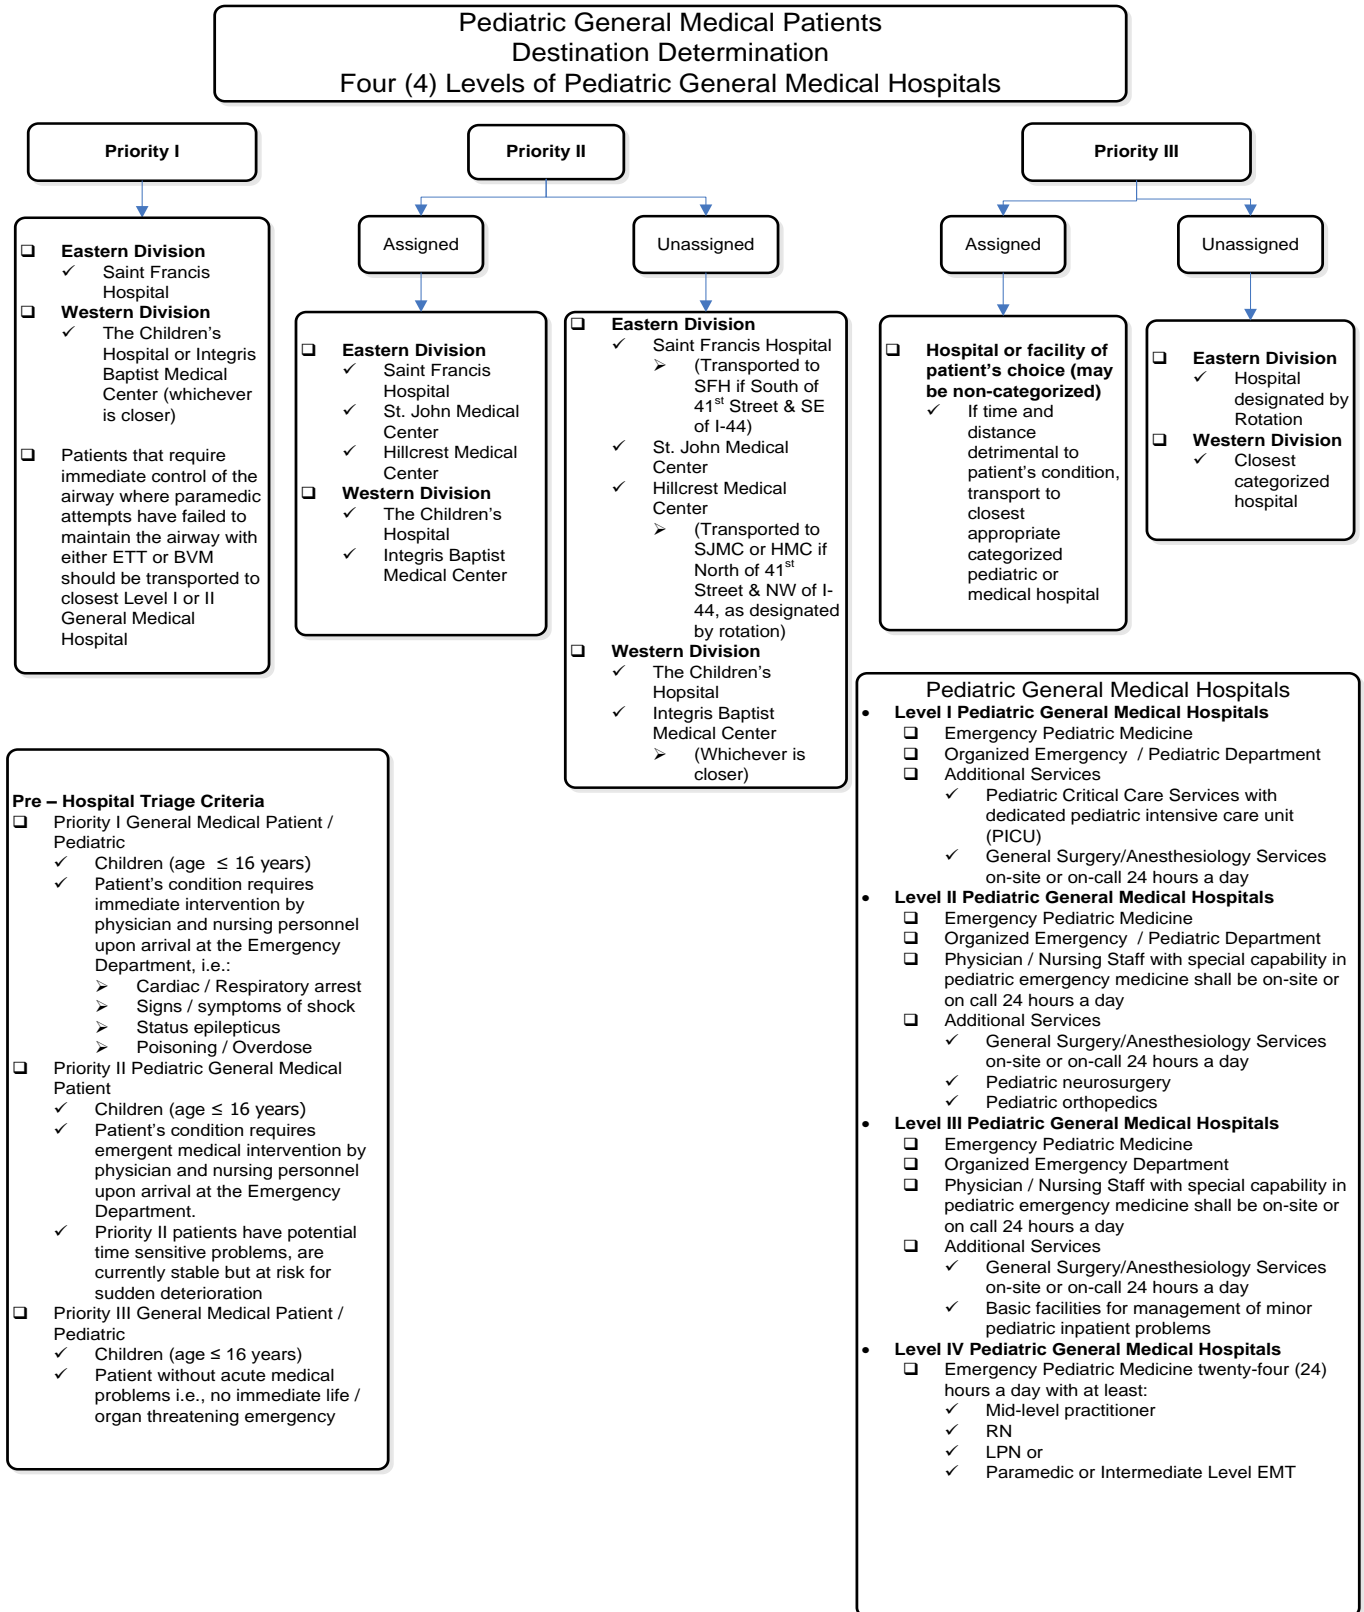 Pediatric General Medical Patients
Destination Determination
Four (4) Levels of Pediatric General Medical Hospitals
Priority I
❑ Eastern Division
✓ Saint Francis
Hospital
❑ Western Division
✓ The Children's
Hospital or Integris
Baptist Medical
Center (whichever
is closer)
❑ Patients that require
immediate control of the
airway where paramedic
attempts have failed to
maintain the airway with
either ETT or BVM
should be transported to
closest Level I or II
General Medical
Hospital
Priority II
Assigned
❑ Eastern Division
✓ Saint Francis
Hospital
✓ St. John Medical
Center
✓ Hillcrest Medical
Center
❑ Western Division
✓ The Children's
Hospital
✓ Integris Baptist
Medical Center
Unassigned
❑ Eastern Division
✓ Saint Francis Hospital
➢ (Transported to
SFH if South of
41st Street & SE
of I-44)
✓ St. John Medical
Center
✓ Hillcrest Medical
Center
➢ (Transported to
SJMC or HMC if
North of 41st
Street & NW of I-
44, as designated
by rotation)
❑ Western Division
✓ The Children's
Hopsital
✓ Integris Baptist
Medical Center
➢ (Whichever is
closer)
Priority III
Assigned
❑ Hospital or facility of
patient's choice (may
be non-categorized)
✓ If time and
distance
detrimental to
patient's condition,
transport to
closest
appropriate
categorized
pediatric or
medical hospital
Unassigned
❑ Eastern Division
✓ Hospital
designated by
Rotation
❑ Western Division
✓ Closest
categorized
hospital
Pre – Hospital Triage Criteria
❑ Priority I General Medical Patient /
Pediatric
✓ Children (age ≤ 16 years)
✓ Patient's condition requires
immediate intervention by
physician and nursing personnel
upon arrival at the Emergency
Department, i.e.:
➢ Cardiac / Respiratory arrest
➢ Signs / symptoms of shock
➢ Status epilepticus
➢ Poisoning / Overdose
❑ Priority II Pediatric General Medical
Patient
✓ Children (age ≤ 16 years)
✓ Patient's condition requires
emergent medical intervention by
physician and nursing personnel
upon arrival at the Emergency
Department.
✓ Priority II patients have potential
time sensitive problems, are
currently stable but at risk for
sudden deterioration
❑ Priority III General Medical Patient /
Pediatric
✓ Children (age ≤ 16 years)
✓ Patient without acute medical
problems i.e., no immediate life /
organ threatening emergency
Pediatric General Medical Hospitals
• Level I Pediatric General Medical Hospitals
❑ Emergency Pediatric Medicine
❑ Organized Emergency / Pediatric Department
❑ Additional Services
✓ Pediatric Critical Care Services with
dedicated pediatric intensive care unit
(PICU)
✓ General Surgery/Anesthesiology Services
on-site or on-call 24 hours a day
• Level II Pediatric General Medical Hospitals
❑ Emergency Pediatric Medicine
❑ Organized Emergency / Pediatric Department
❑ Physician / Nursing Staff with special capability in
pediatric emergency medicine shall be on-site or
on call 24 hours a day
❑ Additional Services
✓ General Surgery/Anesthesiology Services
on-site or on-call 24 hours a day
✓ Pediatric neurosurgery
✓ Pediatric orthopedics
• Level III Pediatric General Medical Hospitals
❑ Emergency Pediatric Medicine
❑ Organized Emergency Department
❑ Physician / Nursing Staff with special capability in
pediatric emergency medicine shall be on-site or
on call 24 hours a day
❑ Additional Services
✓ General Surgery/Anesthesiology Services
on-site or on-call 24 hours a day
✓ Basic facilities for management of minor
pediatric inpatient problems
• Level IV Pediatric General Medical Hospitals
❑ Emergency Pediatric Medicine twenty-four (24)
hours a day with at least:
✓ Mid-level practitioner
✓ RN
✓ LPN or
✓ Paramedic or Intermediate Level EMT